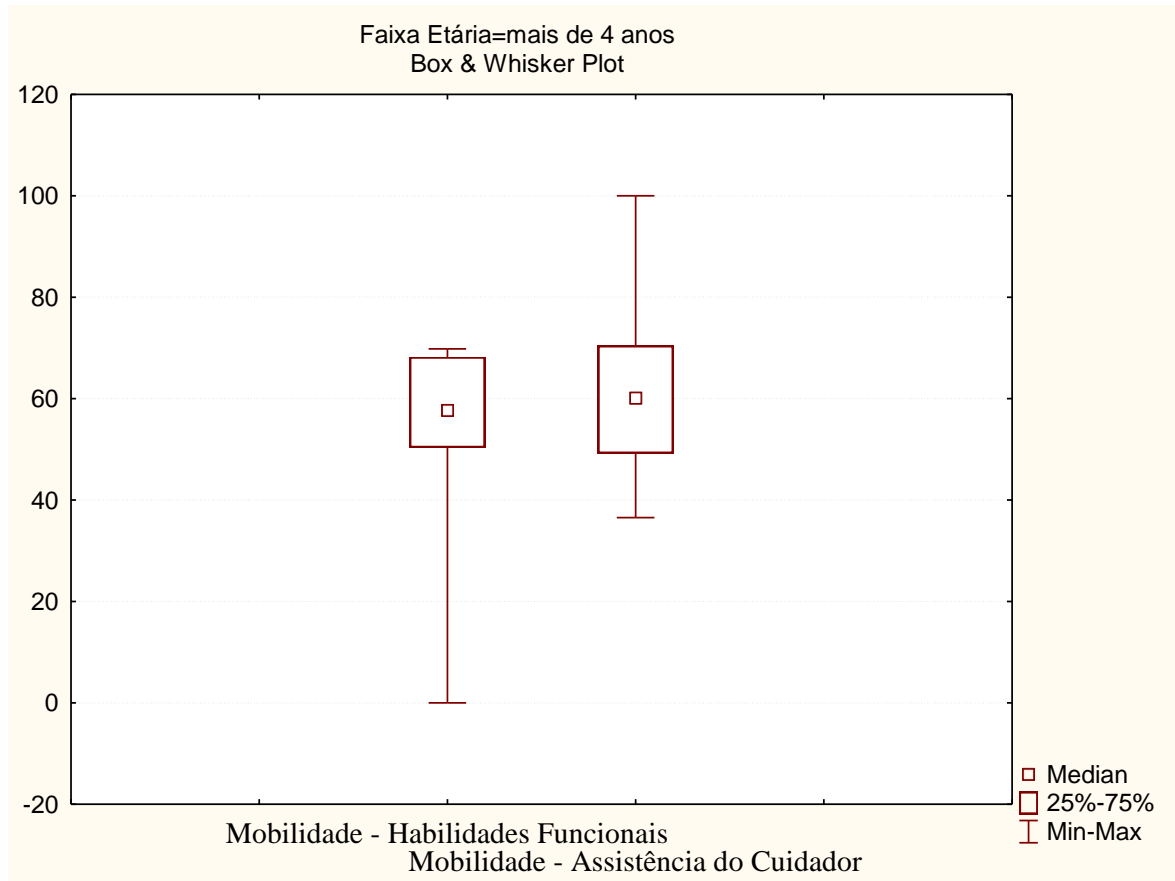 Faixa Etária=mais de 4 anos
Box & Whisker Plot
120
100
80
60
40
20
0
-20
Median
25%-75%
Min-Max
Mobilidade - Habilidades Funcionais
Mobilidade - Assistência do Cuidador